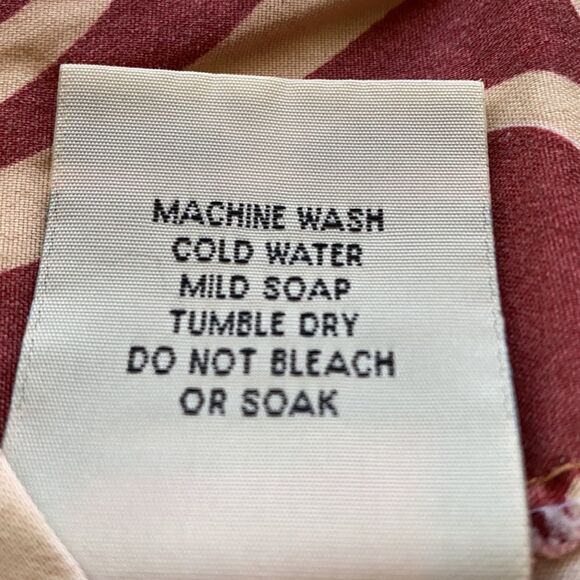 MACHINE WASH
COLD WATER
MILD SOAP
TUMBLE DRY
DO NOT BLEACH
OR SOAK